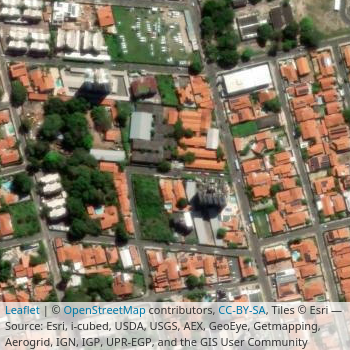 Leaflet | © OpenStreetMap contributors, CC-BY-SA, Tiles © Esri —
Source: Esri, i-cubed, USDA, USGS, AEX, GeoEye, Getmapping,
Aerogrid, IGN, IGP, UPR-EGP, and the GIS User Community